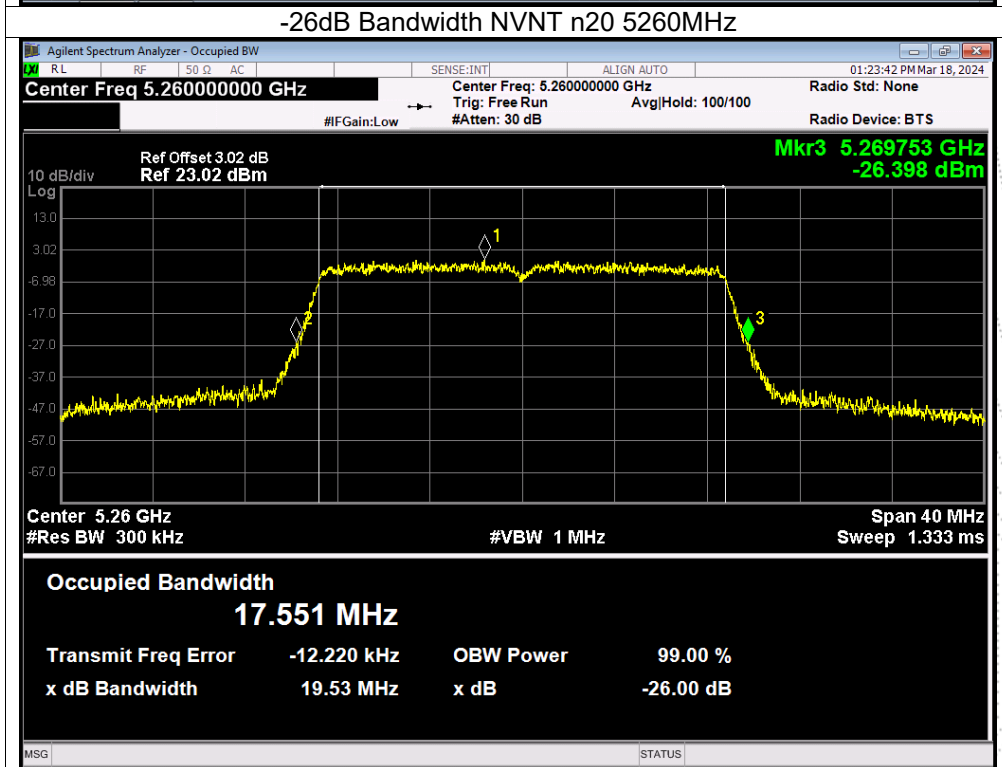 -26dB Bandwidth NVNT n20 5260MHz
Agilent Spectrum Analyzer - Occupied BW
LXI RL RF 50 Ω AC SENSE:INT ALIGN AUTO 01:23:42 PM Mar 18, 2024
Center Freq 5.260000000 GHz Center Freq: 5.260000000 GHz Radio Std: None
Trig: Free Run Avg|Hold: 100/100
#IFGain:Low #Atten: 30 dB Radio Device: BTS
Mkr3 5.269753 GHz
-26.398 dBm
Ref Offset 3.02 dB
10 dB/div Ref 23.02 dBm
Log
13.0
3.02
-6.98
-17.0
-27.0
-37.0
-47.0
-57.0
-67.0
1
2
3
Center 5.26 GHz Span 40 MHz
#Res BW 300 kHz #VBW 1 MHz Sweep 1.333 ms
Occupied Bandwidth
17.551 MHz
Transmit Freq Error -12.220 kHz OBW Power 99.00 %
x dB Bandwidth 19.53 MHz x dB -26.00 dB
MSG STATUS